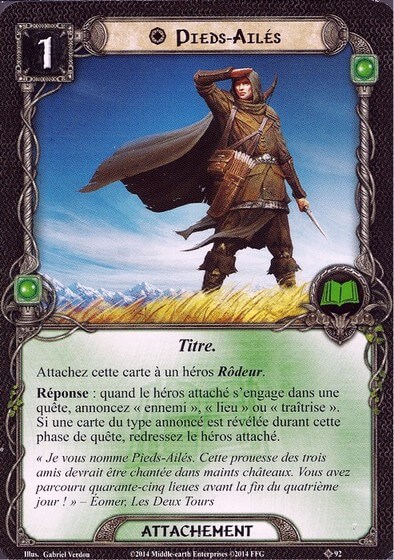 1
Pieds-Ailés
Titre.
Attachez cette carte à un héros Rôdeur.
Réponse : quand le héros attaché s'engage dans une
quête, annoncez « ennemi », « lieu » ou « traîtrise ».
Si une carte du type annoncé est révélée durant cette
phase de quête, redressez le héros attaché.
« Je vous nomme Pieds-Ailés. Cette prouesse des trois
amis devrait être chantée dans maints châteaux. Vous avez
parcouru quarante-cinq lieues avant la fin du quatrième
jour ! » – Éomer, Les Deux Tours
ATTACHEMENT
Illus. Gabriel Verdon ©2014 Middle-earth Enterprises ©2014 FFG 92